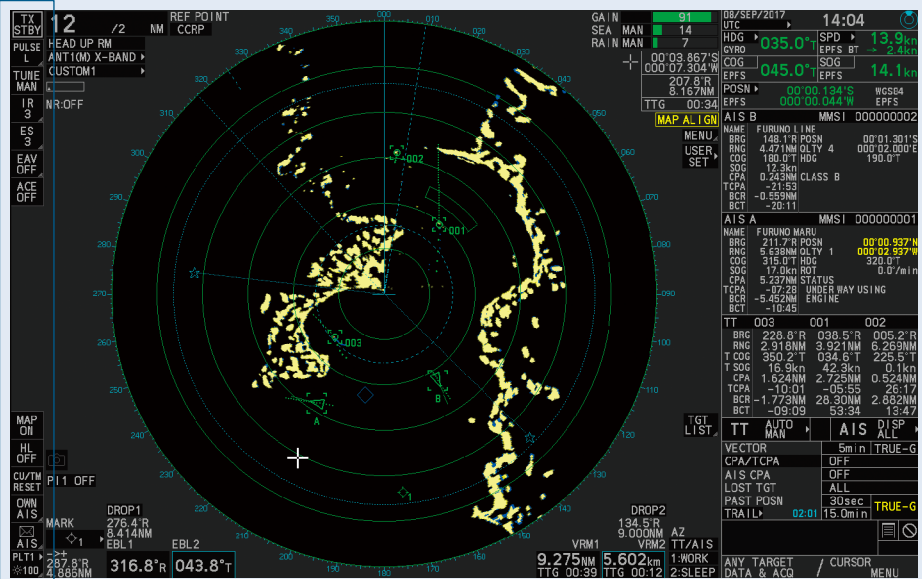 TX
STBY
12 /2 NM
REF POINT
CCRP
HEAD UP RM
ANT1(M) X-BAND
CUSTOM1
NR:OFF
PULSE
L
TUNE
MAN
IR
3
ES
3
EAV
OFF
ACE
OFF
GAIN 91
SEA MAN 14
RAIN MAN 7
00°03.867'S
000°07.304'W
207.8°R
8.167NM
TTG 00:34
MAP ALIGN
MENU
USER
SET
08/SEP/2017
UTC
14:04
HDG 035.0°T SPD 13.9kn
GYRO EPFS BT → 2.4kn
COG 045.0°T SOG 14.1kn
EPFS EPFS
POSN 00°00.134'S WGS84
EPFS 000°00.044'W EPFS
AIS B MMSI 000000002
NAME FURUNO LINE
BRG 148.1°R POSN 00°01.301'S
RNG 4.471NM QLTY 4 000°02.000'E
COG 180.0°T HDG 190.0°T
SOG 12.3kn
CPA 0.243NM CLASS B
TCPA -21:53
BCR -0.559NM
BCT -20:11
AIS A MMSI 000000001
NAME FURUNO MARU
BRG 211.7°R POSN 00°00.937'N
RNG 5.638NM QLTY 1 000°02.937'W
COG 315.0°T HDG 320.0°T
SOG 17.0kn ROT 0.0°/min
CPA 5.237NM STATUS
TCPA -07:28 UNDER WAY USING
BCR -5.452NM ENGINE
BCT -10:45
TT 003 001 002
BRG 228.8°R 038.5°R 005.2°R
RNG 2.918NM 3.921NM 6.269NM
T COG 350.2°T 034.6°T 225.5°T
T SOG 16.9kn 42.3kn 0.1kn
CPA 1.624NM 2.725NM 0.524NM
TCPA -10:01 -05:55 26:17
BCR -1.773NM 28.30NM 2.882NM
BCT -09:09 53:34 13:47
TT AUTO MAN AIS DISP ALL
VECTOR 5min TRUE-G
CPA/TCPA OFF
AIS CPA OFF
LOST TGT ALL
PAST POSN 30sec
TRAIL 02:01 15.0min
TRUE-G
ANY TARGET / CURSOR
DATA & ACQ / MENU
000
010
020
030
040
050
060
070
080
090
100
110
120
130
140
150
160
170
180
190
200
210
220
230
240
250
260
270
280
290
300
310
320
330
340
350
002
001
003
A
B
1
MAP
ON
HL
OFF
CU/TM
RESET
OWN
AIS
AIS
PLT1
100
PI1 OFF
MARK
1
->+
287.8°R
4.886NM
DROP1
276.4°R
8.414NM
EBL1 316.8°R
EBL2 043.8°T
TGT
LIST
DROP2
134.5°R
9.000NM
VRM1
9.275NM
TTG 00:39
VRM2
5.602km
TTG 00:12
AZ
TT/AIS
1:WORK
2:SLEEP